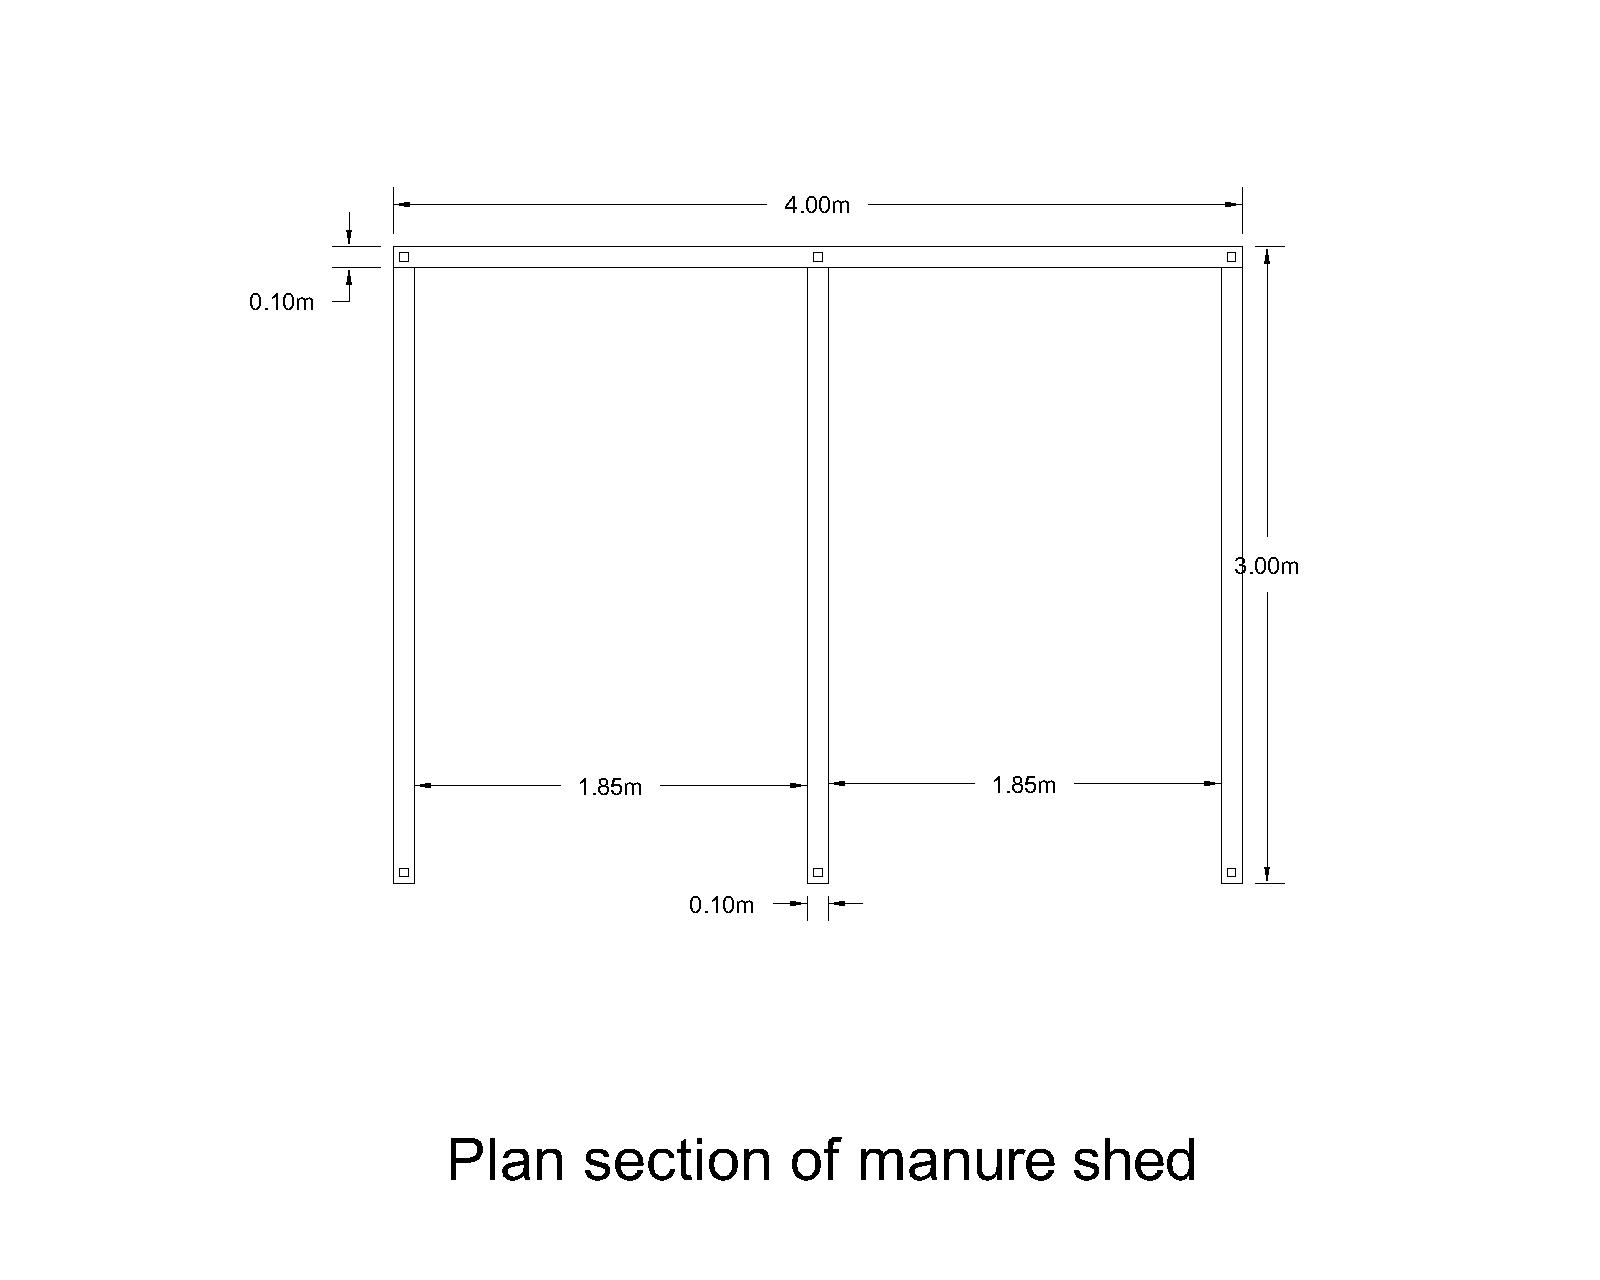 4.00m
0.10m
3.00m
1.85m
1.85m
0.10m
Plan section of manure shed